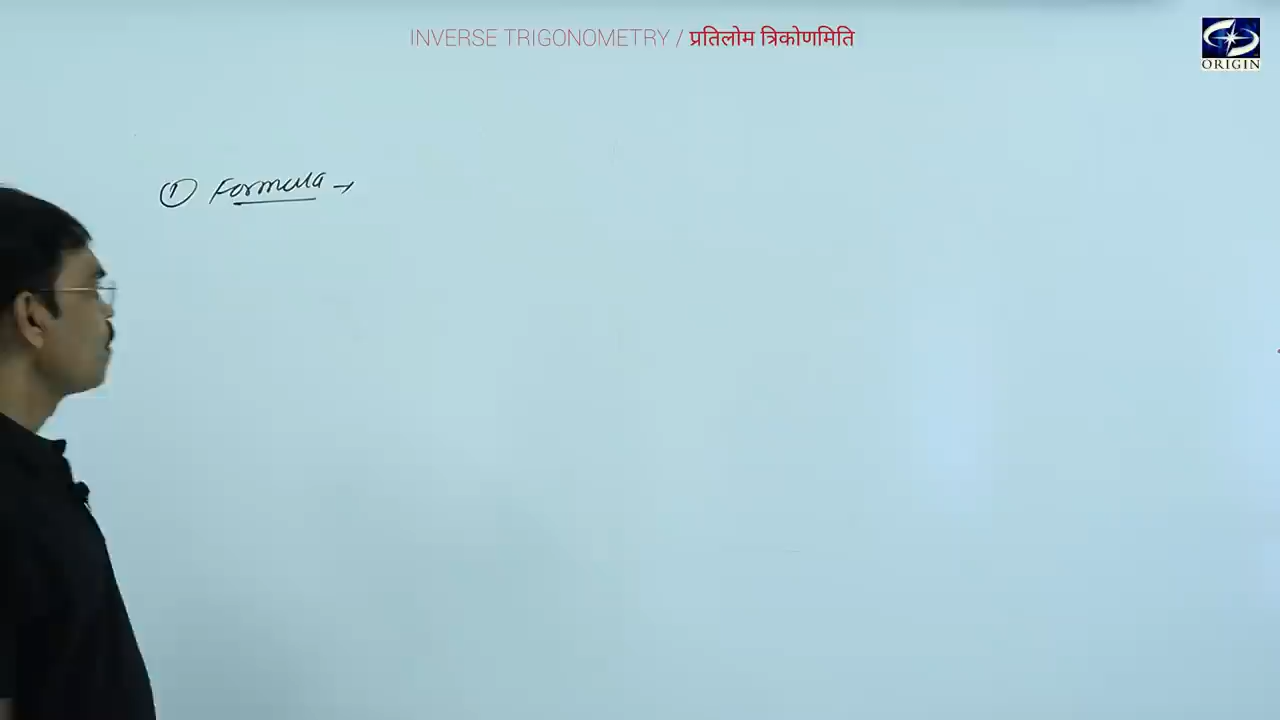 INVERSE TRIGONOMETRY / प्रतिलोम त्रिकोणमिति
ORIGIN
① Formula →